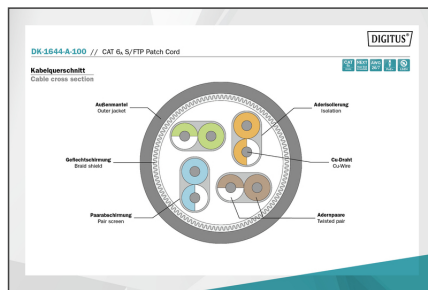 DIGITUS®
DK-1644-A-100 // CAT 6A S/FTP Patch Cord
Kabelquerschnitt
Cable cross section
Außenmantel
Outer jacket
Aderisolierung
Isolation
Geflechtschirmung
Braid shield
Cu-Draht
Cu-Wire
Paarabschirmung
Pair screen
Adernpaare
Twisted pair